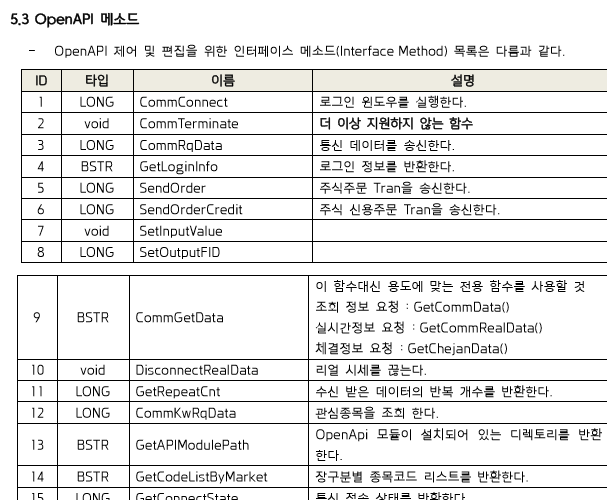 5.3 OpenAPI 메소드
- OpenAPI 제어 및 편집을 위한 인터페이스 메소드(Interface Method) 목록은 다음과 같다.
ID 타입 이름 설명
1 LONG CommConnect 로그인 윈도우를 실행한다.
2 void CommTerminate 더 이상 지원하지 않는 함수
3 LONG CommRqData 통신 데이터를 송신한다.
4 BSTR GetLoginInfo 로그인 정보를 반환한다.
5 LONG SendOrder 주식주문 Tran을 송신한다.
6 LONG SendOrderCredit 주식 신용주문 Tran을 송신한다.
7 void SetInputValue
8 LONG SetOutputFID
9 BSTR CommGetData 이 함수대신 용도에 맞는 전용 함수를 사용할 것
조회 정보 요청 : GetCommData()
실시간정보 요청 : GetCommRealData()
체결정보 요청 : GetChejanData()
10 void DisconnectRealData 리얼 시세를 끊는다.
11 LONG GetRepeatCnt 수신 받은 데이터의 반복 개수를 반환한다.
12 LONG CommKwRqData 관심종목을 조회 한다.
13 BSTR GetAPIModulePath OpenApi 모듈이 설치되어 있는 디렉토리를 반환
한다.
14 BSTR GetCodeListByMarket 장구분별 종목코드 리스트를 반환한다.
15 LONG GetConnectState 통신 접속 상태를 반환한다.